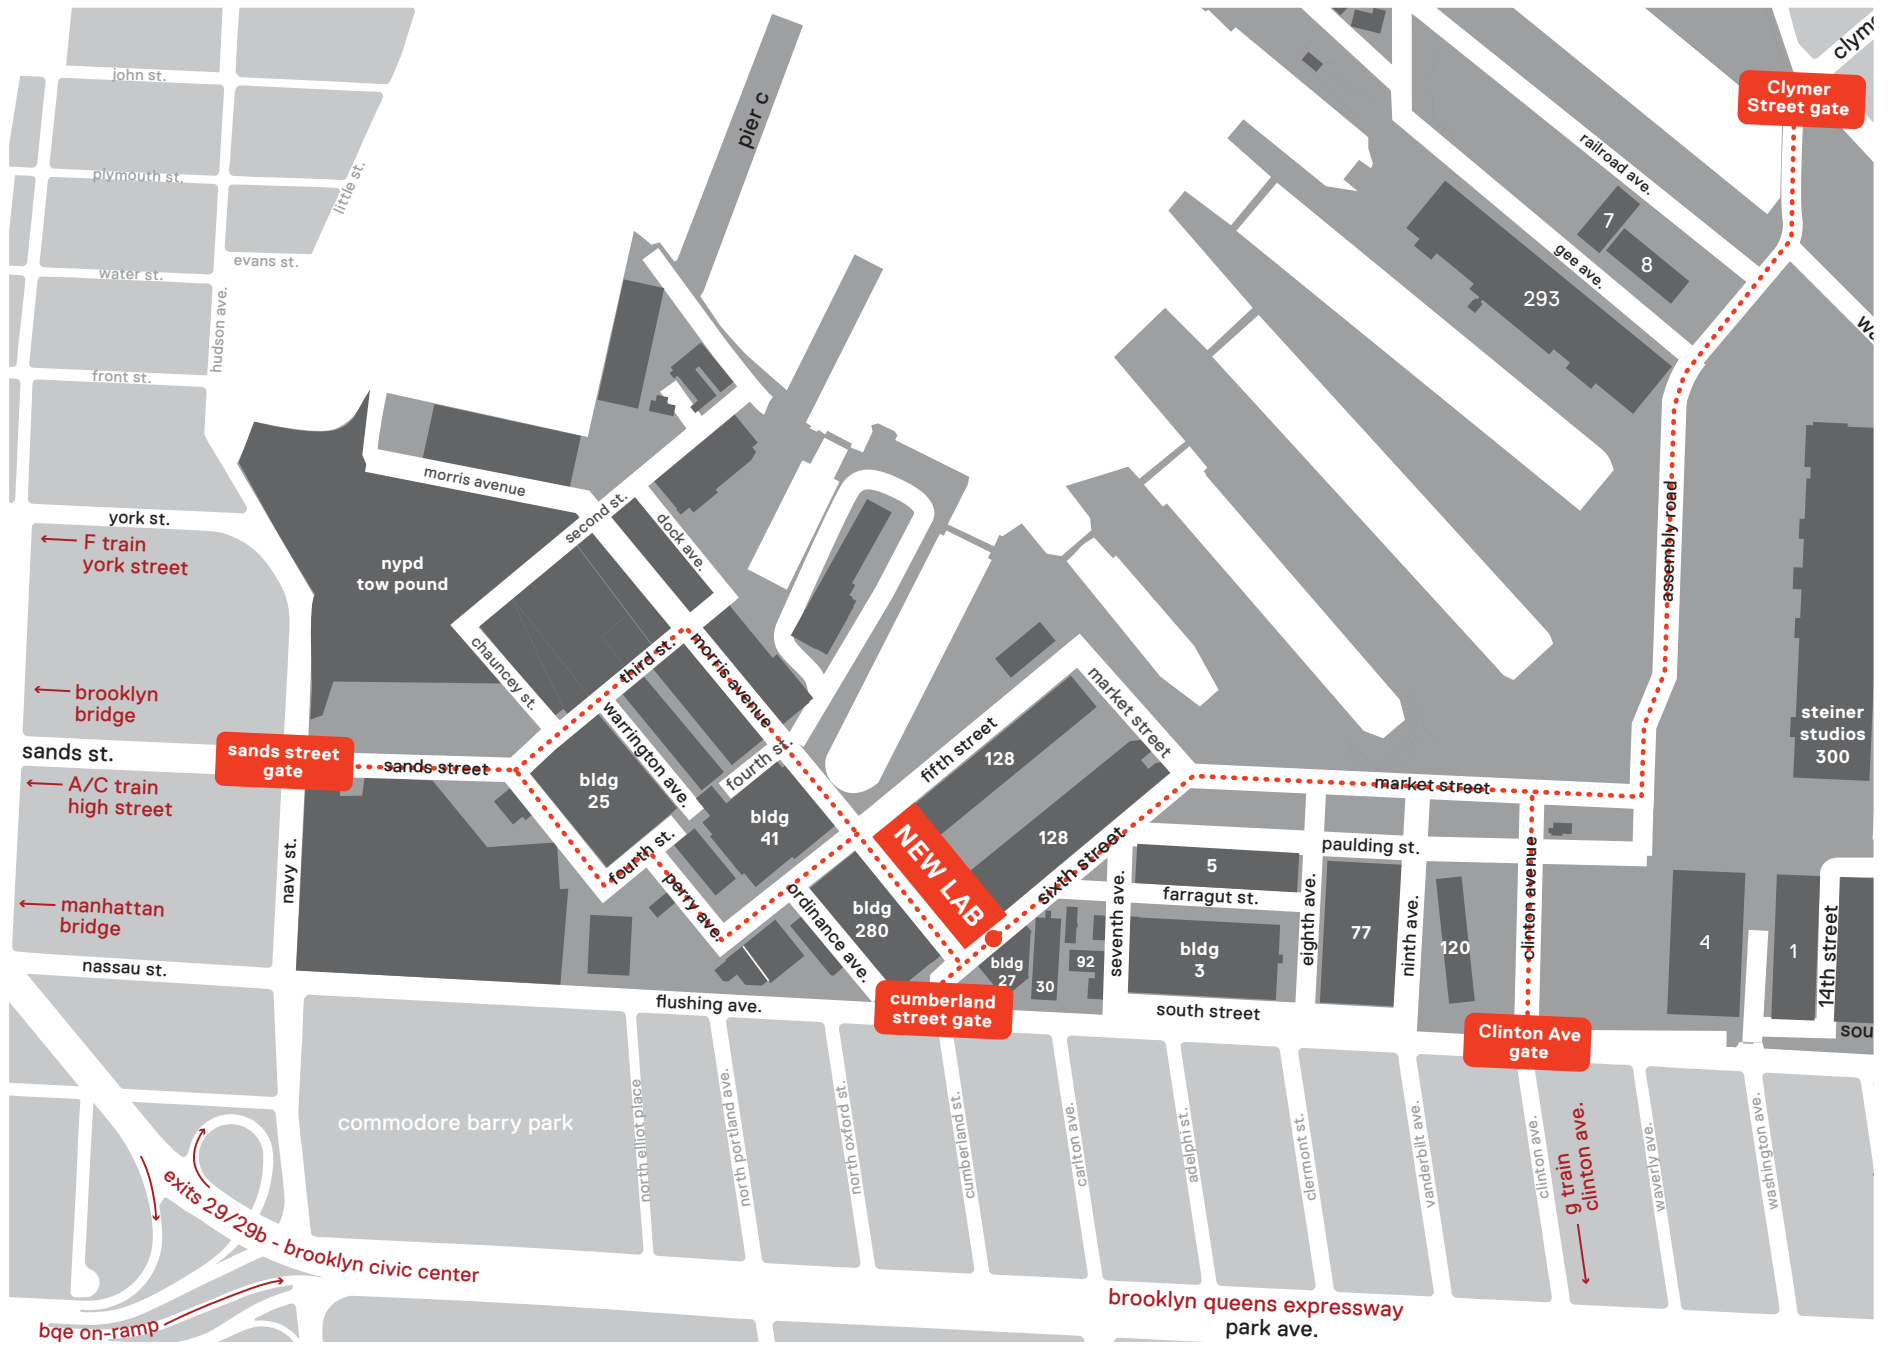 john st.
plymouth st.
little st.
water st.
evans st.
hudson ave.
front st.
york st.
F train
york street
brooklyn
bridge
sands st.
A/C train
high street
manhattan
bridge
nassau st.
navy st.
sands street
gate
sands street
nypd
tow pound
morris avenue
second st.
dock ave.
chauncey st.
third st.
morris avenue
warrington ave.
fourth st.
bldg
25
bldg
41
fourth st.
perry ave.
ordinance ave.
bldg
280
pier c
fifth street
128
128
market street
NEW LAB
sixth street
bldg
27
30
92
cumberland
street gate
flushing ave.
seventh ave.
5
farragut st.
bldg
3
south street
eighth ave.
paulding st.
77
ninth ave.
120
clinton avenue
market street
assembly road
Clinton Ave
gate
4
1
14th street
sou
steiner
studios
300
293
gee ave.
railroad ave.
7
8
Clymer
Street gate
clym
commodore barry park
north elliot place
north portland ave.
north oxford st.
cumberland st.
carlton ave.
adelphi st.
clermont st.
vanderbilt ave.
clinton ave.
g train
clinton ave.
waverly ave.
washington ave.
exits 29/29b - brooklyn civic center
bqe on-ramp
brooklyn queens expressway
park ave.